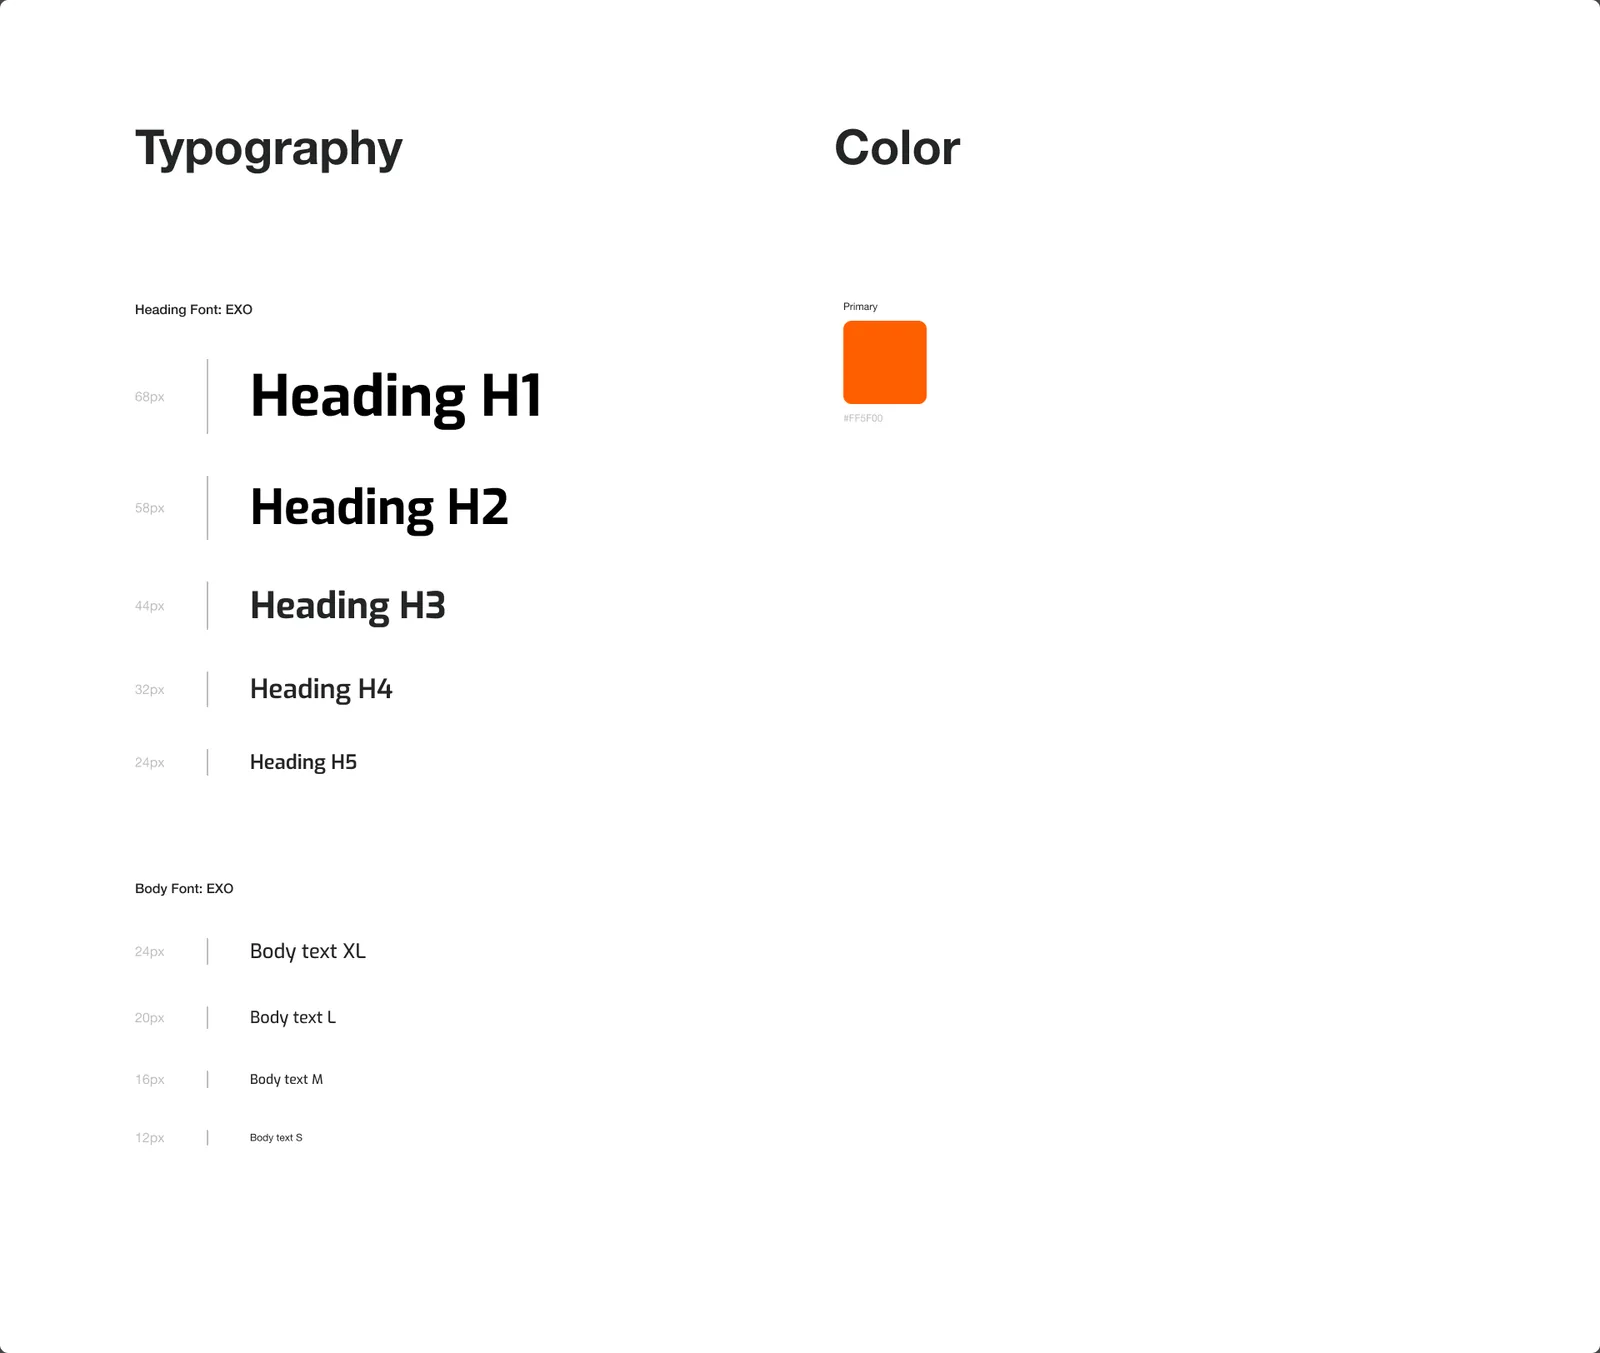 Typography
Heading Font: EXO
68px
Heading H1
58px
Heading H2
44px
Heading H3
32px
Heading H4
24px
Heading H5
Body Font: EXO
24px
Body text XL
20px
Body text L
16px
Body text M
12px
Body text S
Color
Primary
#FF5F00